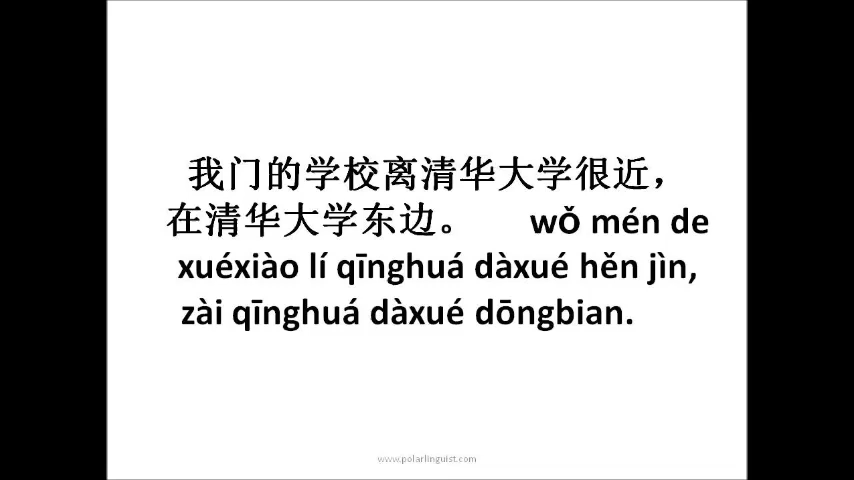 我门的学校离清华大学很近，
在清华大学东边。 wǒ mén de
xuéxiào lí qīnghuá dàxué hěn jìn,
zài qīnghuá dàxué dōngbian.
www.polarlinguist.com